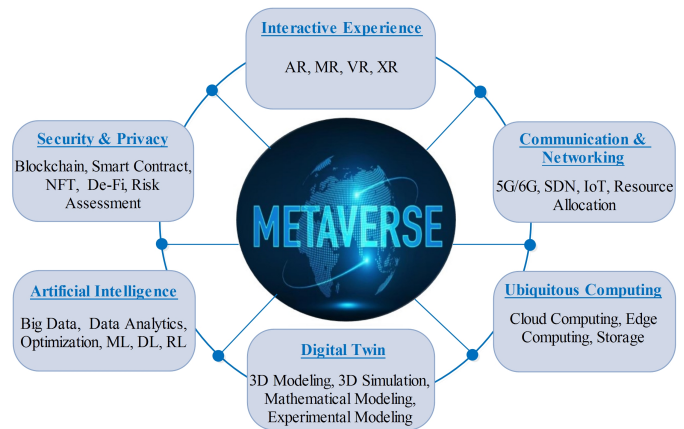 Interactive Experience
AR, MR, VR, XR
Security & Privacy
Blockchain, Smart Contract,
NFT, De-Fi, Risk
Assessment
Communication &
Networking
5G/6G, SDN, IoT, Resource
Allocation
METAVERSE
Artificial Intelligence
Big Data, Data Analytics,
Optimization, ML, DL, RL
Ubiquitous Computing
Cloud Computing, Edge
Computing, Storage
Digital Twin
3D Modeling, 3D Simulation,
Mathematical Modeling,
Experimental Modeling